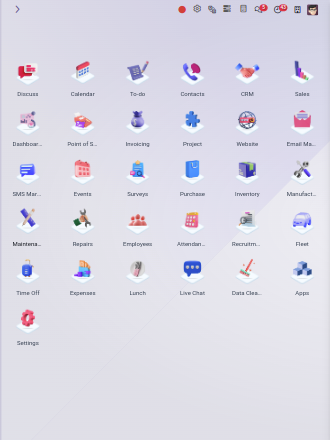 5 43
Discuss Calendar To-do Contacts CRM Sales
Dashboar... Point of S... Invoicing Project Website Email Ma...
SMS Mar... Events Surveys Purchase Inventory Manufact...
Maintena... Repairs Employees Attendan... Recruitm... Fleet
Time Off Expenses Lunch Live Chat Data Clea... Apps
Settings